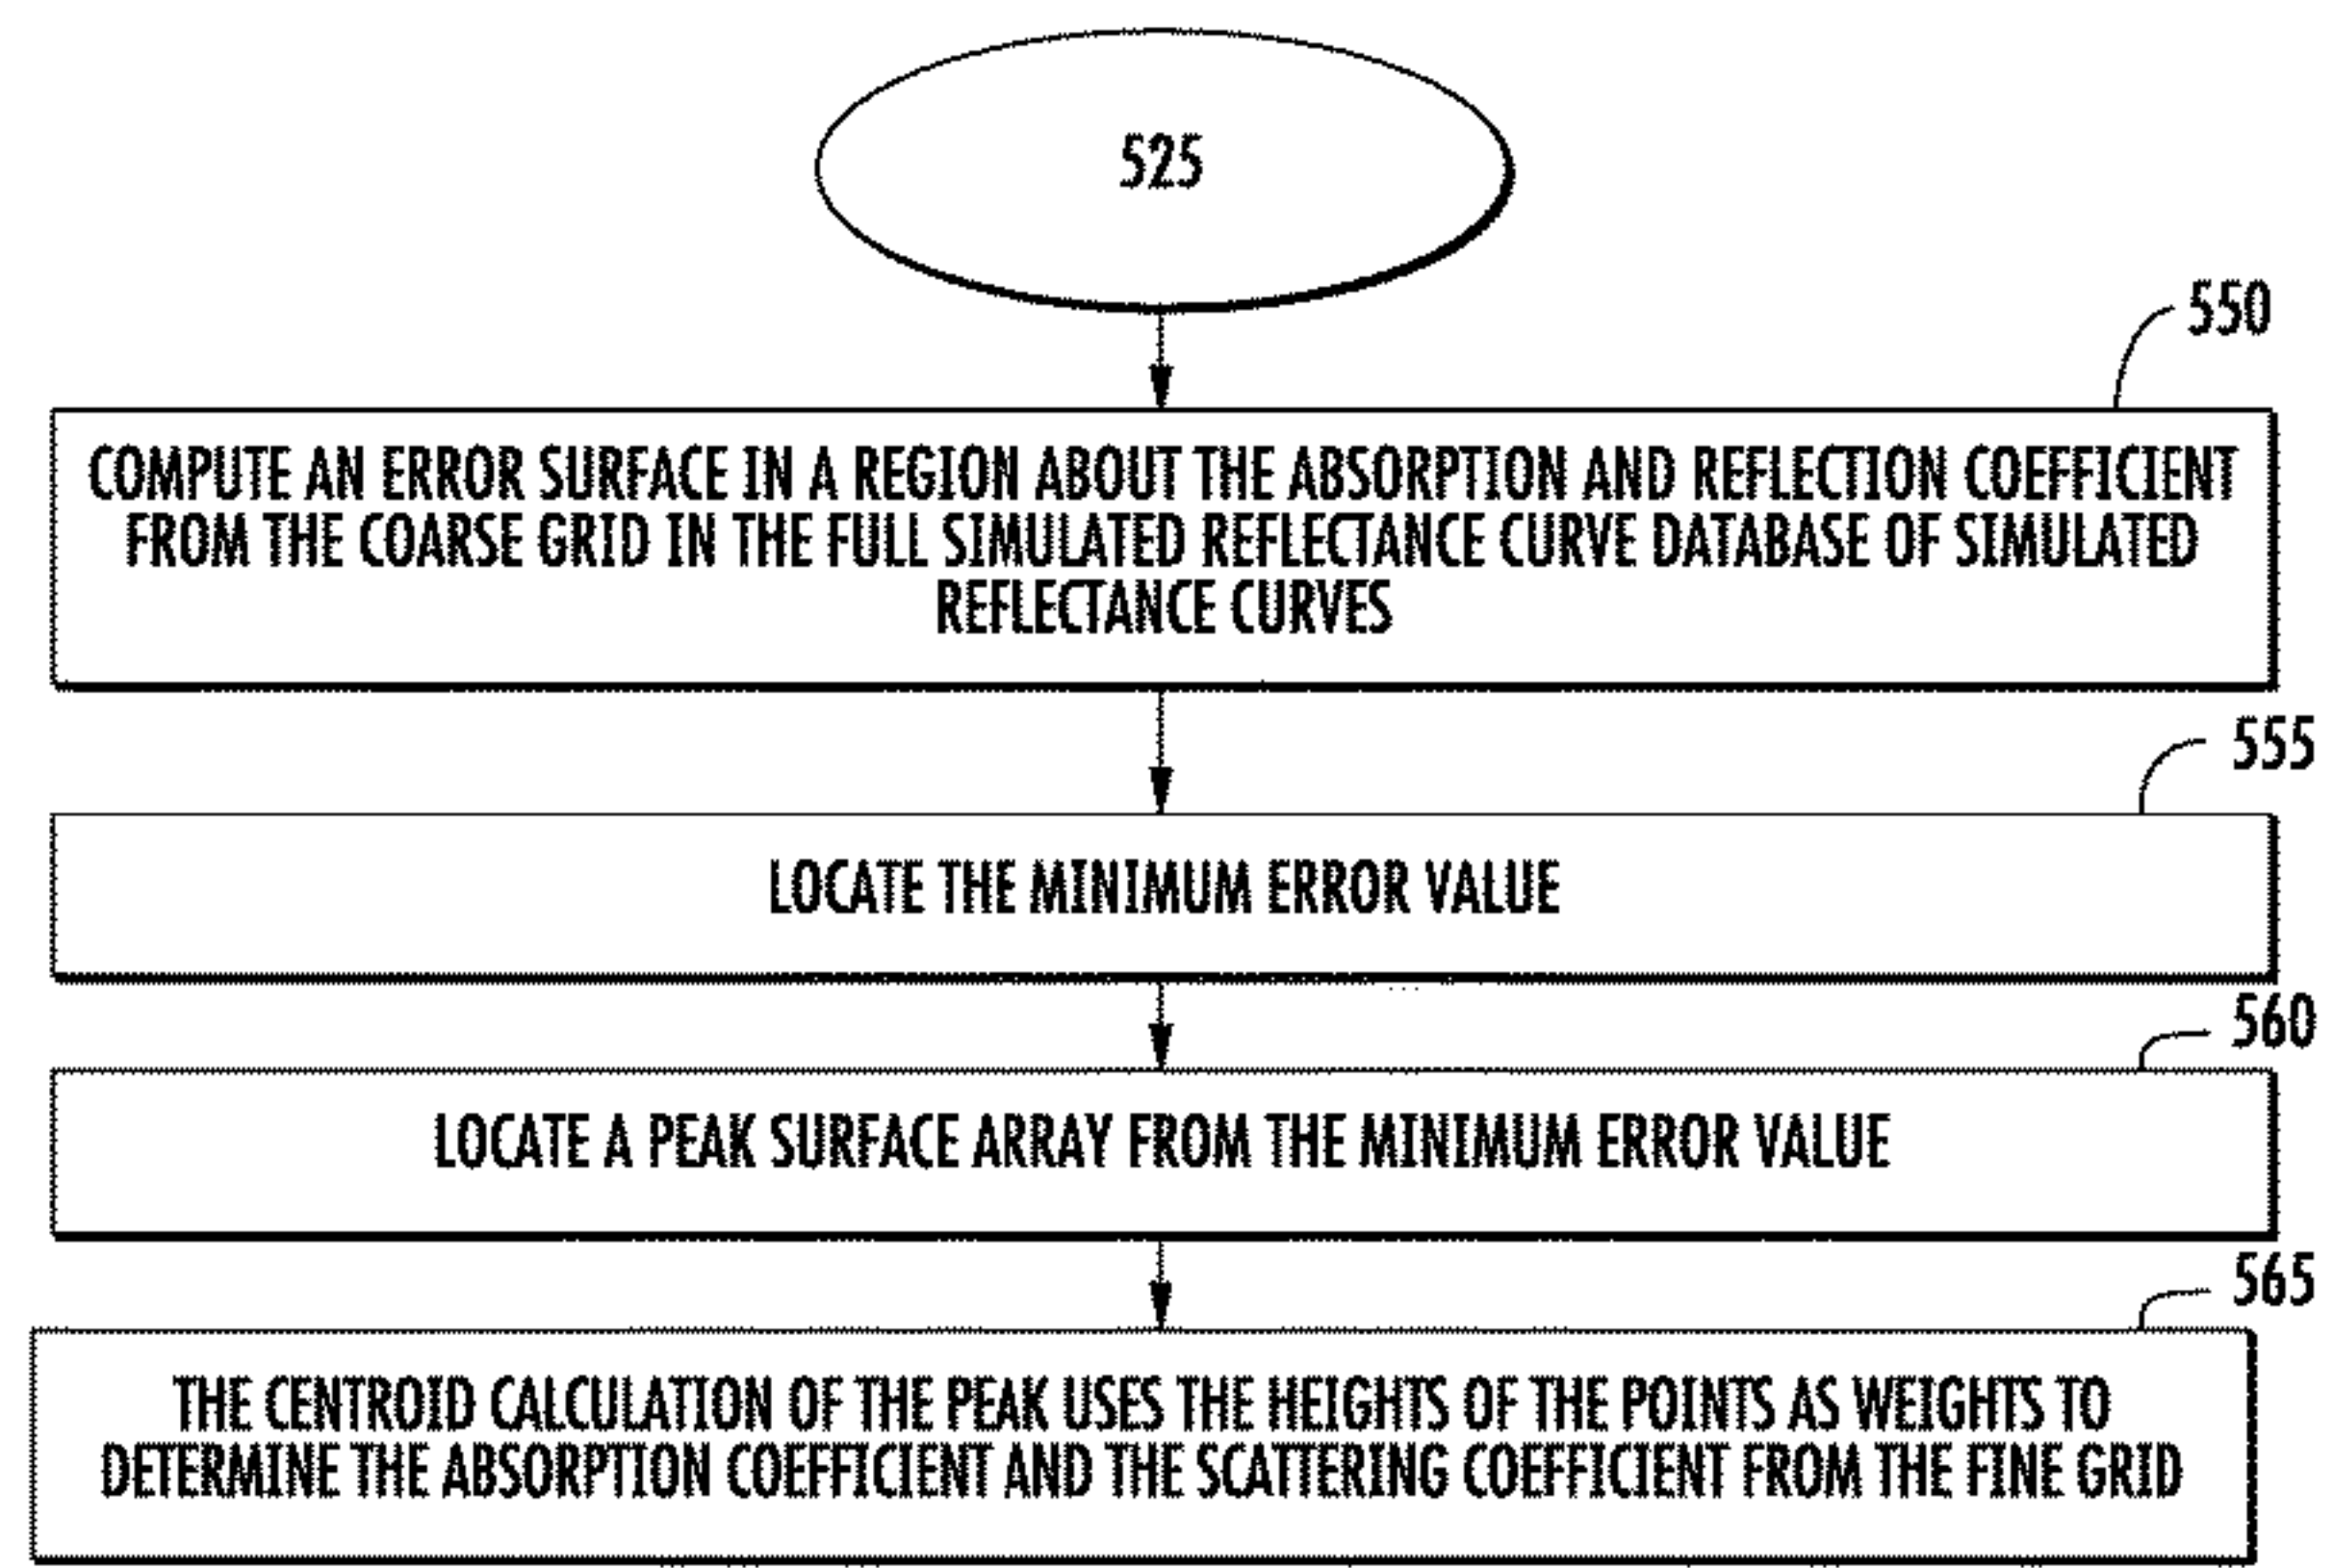 525
550
COMPUTE AN ERROR SURFACE IN A REGION ABOUT THE ABSORPTION AND REFLECTION COEFFICIENT
FROM THE COARSE GRID IN THE FULL SIMULATED REFLECTANCE CURVE DATABASE OF SIMULATED
REFLECTANCE CURVES
555
LOCATE THE MINIMUM ERROR VALUE
560
LOCATE A PEAK SURFACE ARRAY FROM THE MINIMUM ERROR VALUE
565
THE CENTROID CALCULATION OF THE PEAK USES THE HEIGHTS OF THE POINTS AS WEIGHTS TO
DETERMINE THE ABSORPTION COEFFICIENT AND THE SCATTERING COEFFICIENT FROM THE FINE GRID